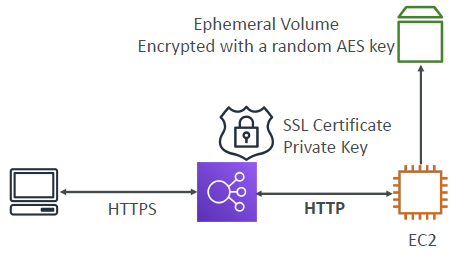 Ephemeral Volume
Encrypted with a random AES key
SSL Certificate
Private Key
HTTPS
HTTP
EC2